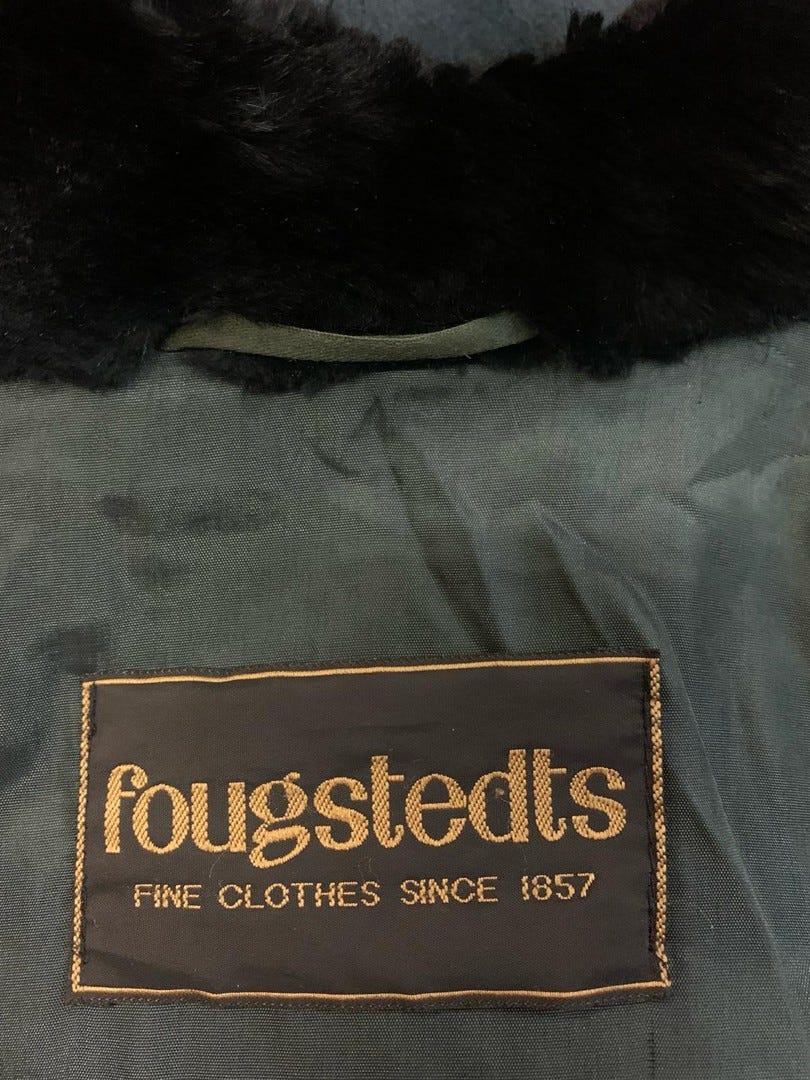 fougstedts
FINE CLOTHES SINCE 1857